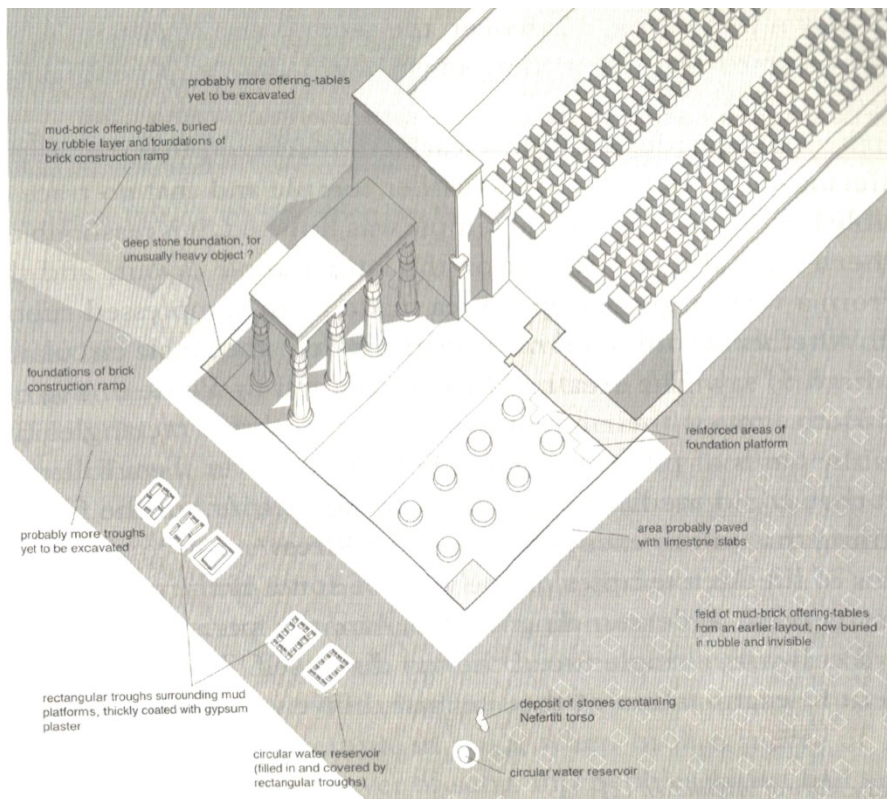 probably more offering-tables
yet to be excavated
mud-brick offering-tables, buried
by rubble layer and foundations of
brick construction ramp
deep stone foundation, for
unusually heavy object ?
foundations of brick
construction ramp
reinforced areas of
foundation platform
probably more troughs
yet to be excavated
area probably paved
with limestone slabs
field of mud-brick offering-tables
from an earlier layout, now buried
in rubble and invisible
rectangular troughs surrounding mud
platforms, thickly coated with gypsum
plaster
deposit of stones containing
Nefertiti torso
circular water reservoir
(filled in and covered by
rectangular troughs)
circular water reservoir